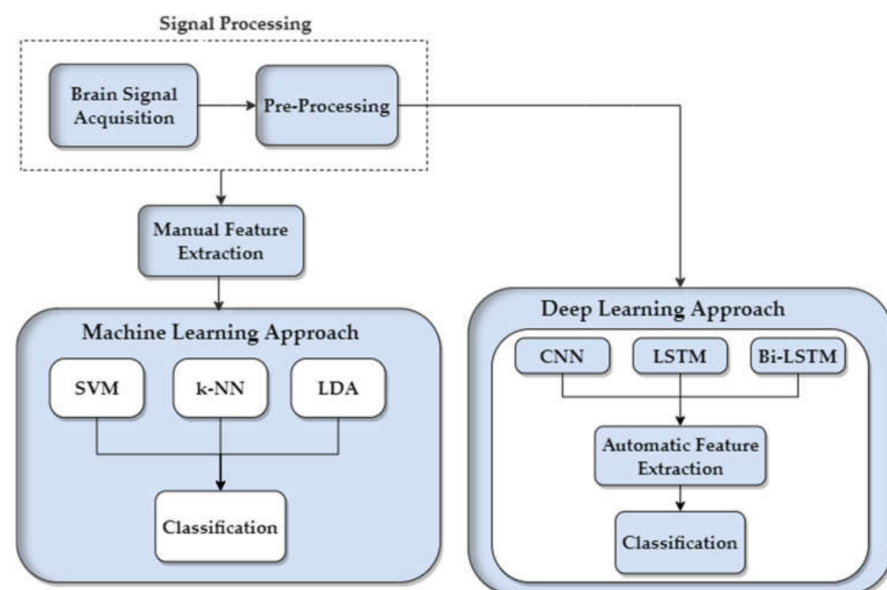 Signal Processing
Brain Signal
Acquisition
Pre-Processing
Manual Feature
Extraction
Machine Learning Approach
SVM
k-NN
LDA
Classification
Deep Learning Approach
CNN
LSTM
Bi-LSTM
Automatic Feature
Extraction
Classification